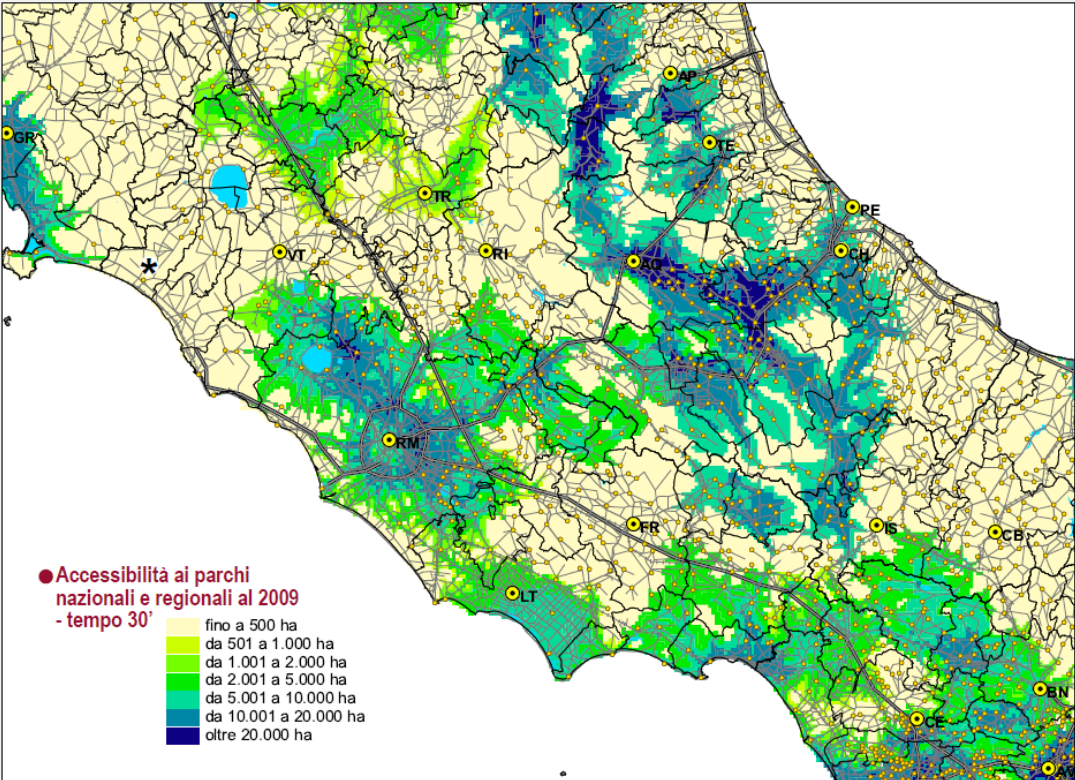 AP
GR
TE
TR
PE
VT
RI
AQ
CH
RM
FR
IS
CB
LT
BN
CE
Accessibilità ai parchi
nazionali e regionali al 2009
- tempo 30'
fino a 500 ha
da 501 a 1.000 ha
da 1.001 a 2.000 ha
da 2.001 a 5.000 ha
da 5.001 a 10.000 ha
da 10.001 a 20.000 ha
oltre 20.000 ha